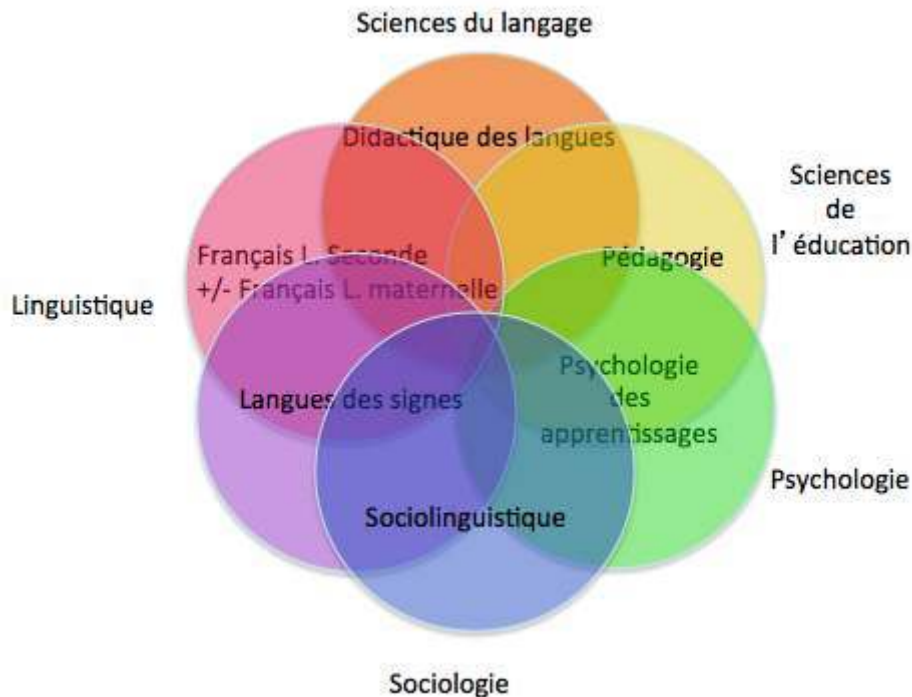 Sciences du langage
Didactique des langues
Sciences
de
l’ éducation
Français L. Seconde
+/- Français L. maternelle
Pédagogie
Linguistique
Psychologie
des
apprentissages
Langues des signes
Psychologie
Sociolinguistique
Sociologie